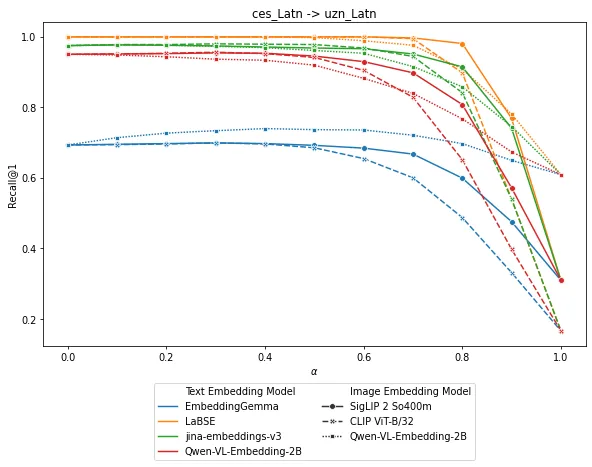 ces_Latn -> uzn_Latn
Recall@1
1.0
0.8
0.6
0.4
0.2
0.0 0.2 0.4 0.6 0.8 1.0
α
Text Embedding Model Image Embedding Model
EmbeddingGemma SigLIP 2 So400m
LaBSE CLIP ViT-B/32
jina-embeddings-v3 Qwen-VL-Embedding-2B
Qwen-VL-Embedding-2B